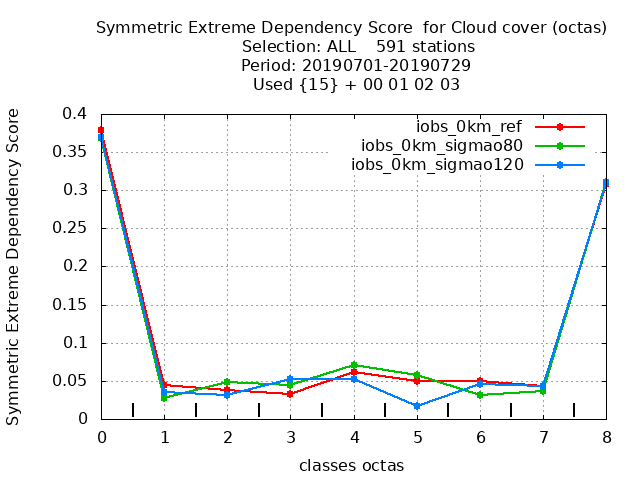 Symmetric Extreme Dependency Score  for Cloud cover (octas)
Selection: ALL    591 stations
Period: 20190701-20190729
Used {15} + 00 01 02 03
Symmetric Extreme Dependency Score
0.4
0.35
0.3
0.25
0.2
0.15
0.1
0.05
0
iobs_0km_ref
iobs_0km_sigmao80
iobs_0km_sigmao120
0 1 2 3 4 5 6 7 8
classes octas